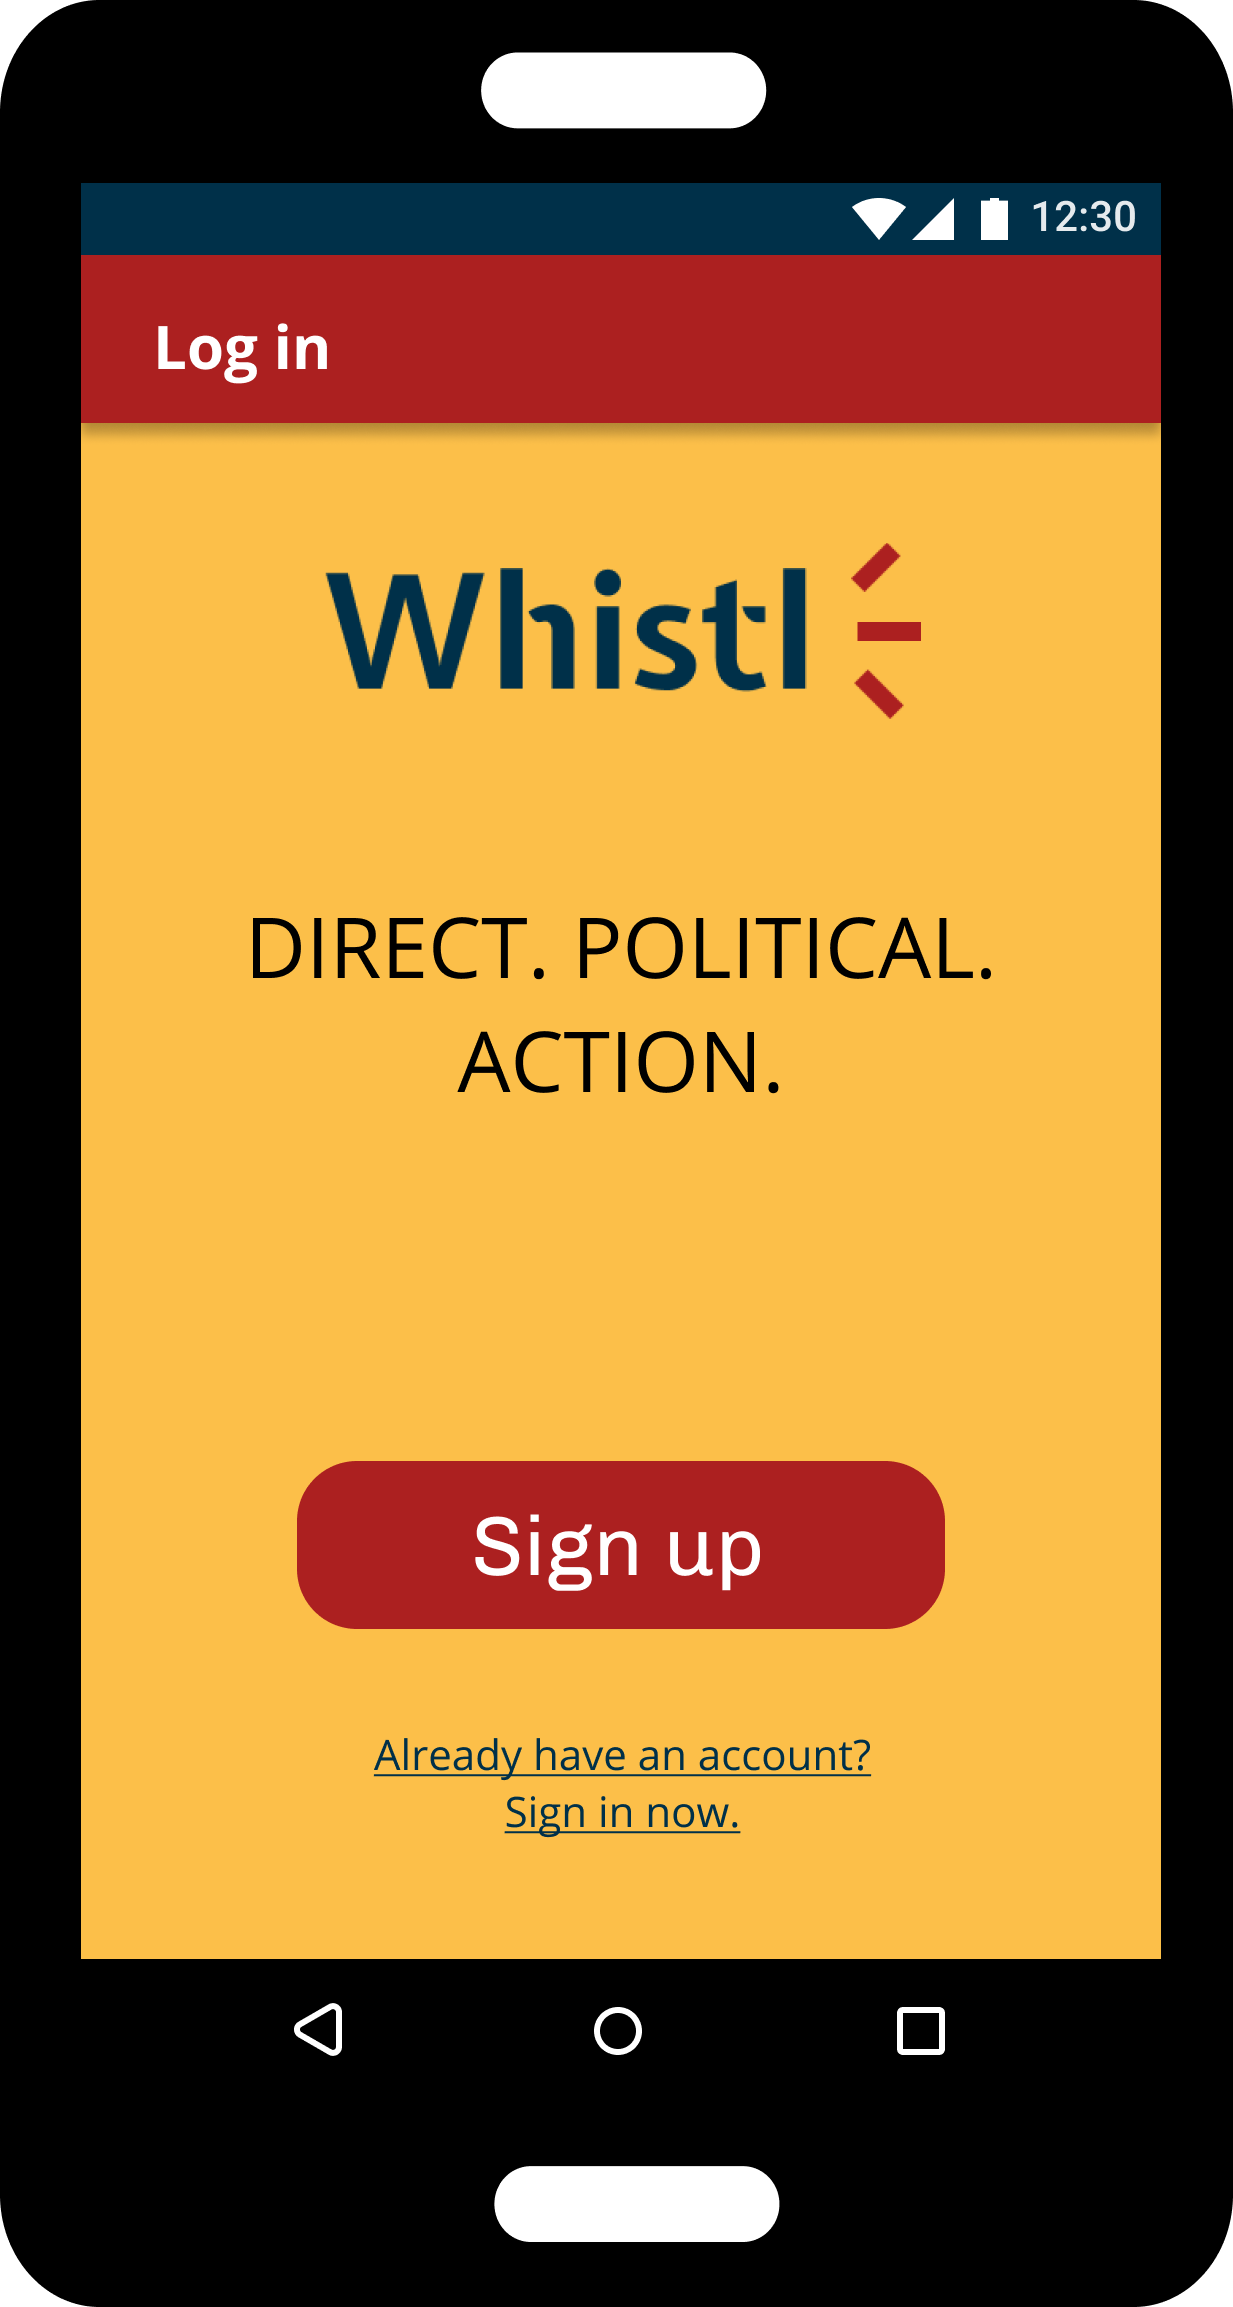 12:30
Log in
Whistl
DIRECT. POLITICAL.
ACTION.
Sign up
Already have an account?
Sign in now.